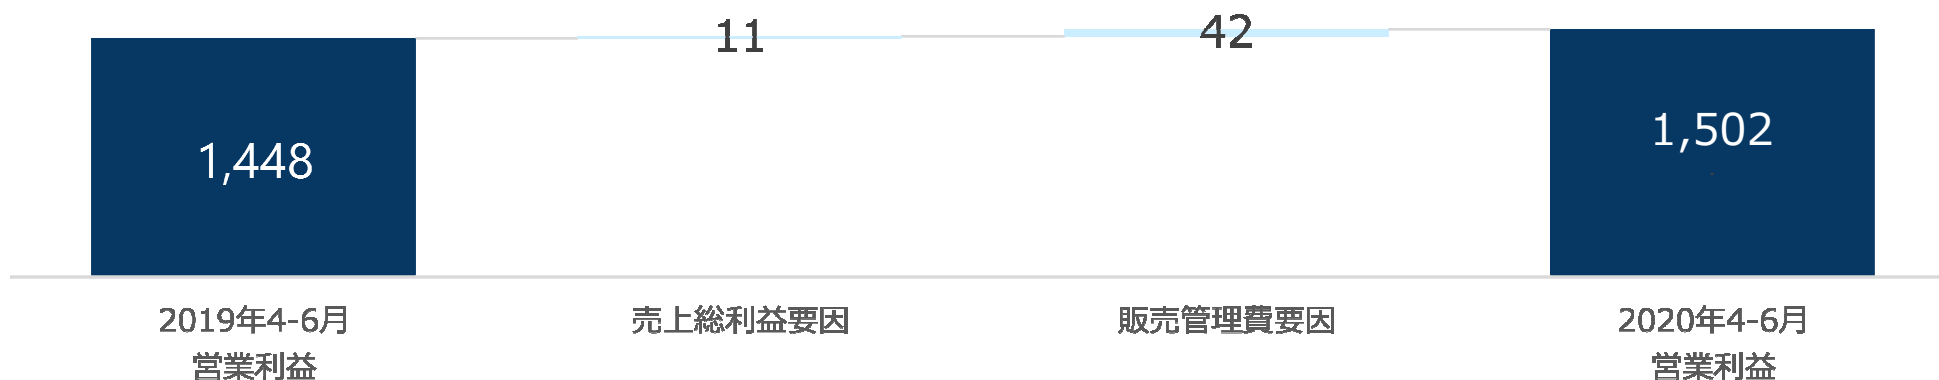 11
42
1,448
1,502
2019年4-6月
営業利益
売上総利益要因
販売管理費要因
2020年4-6月
営業利益